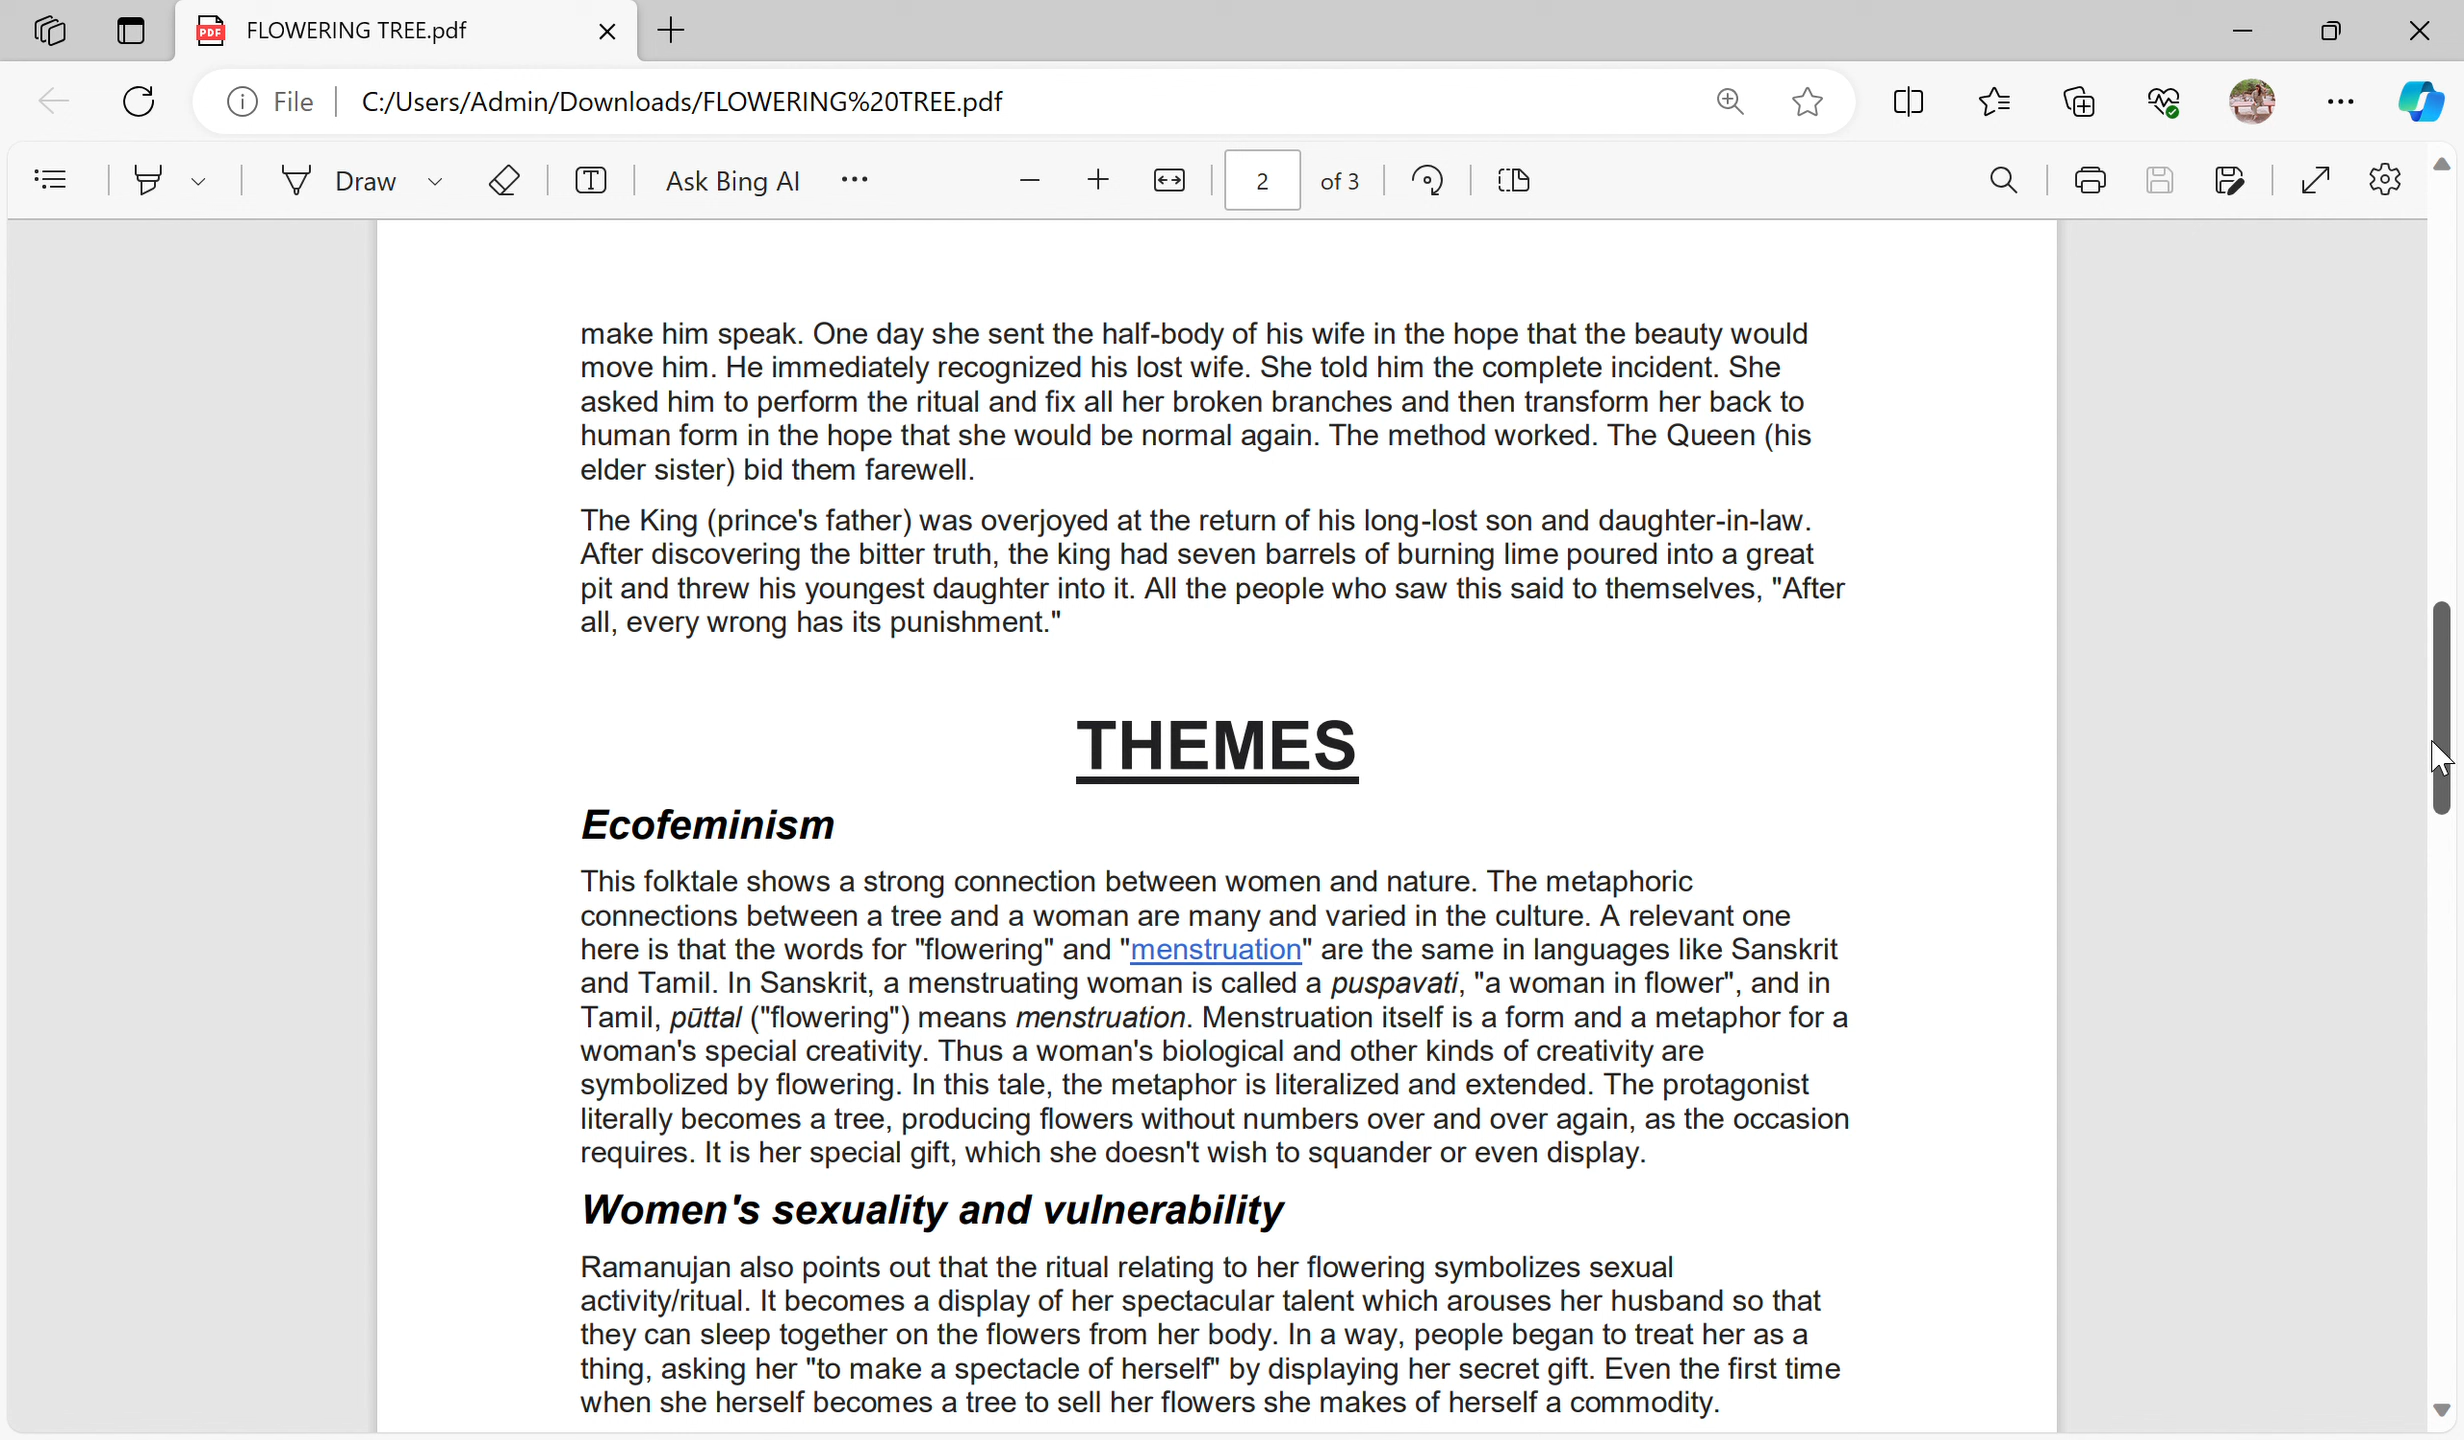 FLOWERING TREE.pdf
File
C:/Users/Admin/Downloads/FLOWERING%20TREE.pdf
Draw
Ask Bing AI
2
of 3
make him speak. One day she sent the half-body of his wife in the hope that the beauty would
move him. He immediately recognized his lost wife. She told him the complete incident. She
asked him to perform the ritual and fix all her broken branches and then transform her back to
human form in the hope that she would be normal again. The method worked. The Queen (his
elder sister) bid them farewell.
The King (prince's father) was overjoyed at the return of his long-lost son and daughter-in-law.
After discovering the bitter truth, the king had seven barrels of burning lime poured into a great
pit and threw his youngest daughter into it. All the people who saw this said to themselves, "After
all, every wrong has its punishment."
THEMES
Ecofeminism
This folktale shows a strong connection between women and nature. The metaphoric
connections between a tree and a woman are many and varied in the culture. A relevant one
here is that the words for "flowering" and "menstruation" are the same in languages like Sanskrit
and Tamil. In Sanskrit, a menstruating woman is called a puspavati, "a woman in flower", and in
Tamil, pūttal ("flowering") means menstruation. Menstruation itself is a form and a metaphor for a
woman's special creativity. Thus a woman's biological and other kinds of creativity are
symbolized by flowering. In this tale, the metaphor is literalized and extended. The protagonist
literally becomes a tree, producing flowers without numbers over and over again, as the occasion
requires. It is her special gift, which she doesn't wish to squander or even display.
Women's sexuality and vulnerability
Ramanujan also points out that the ritual relating to her flowering symbolizes sexual
activity/ritual. It becomes a display of her spectacular talent which arouses her husband so that
they can sleep together on the flowers from her body. In a way, people began to treat her as a
thing, asking her "to make a spectacle of herself" by displaying her secret gift. Even the first time
when she herself becomes a tree to sell her flowers she makes of herself a commodity.